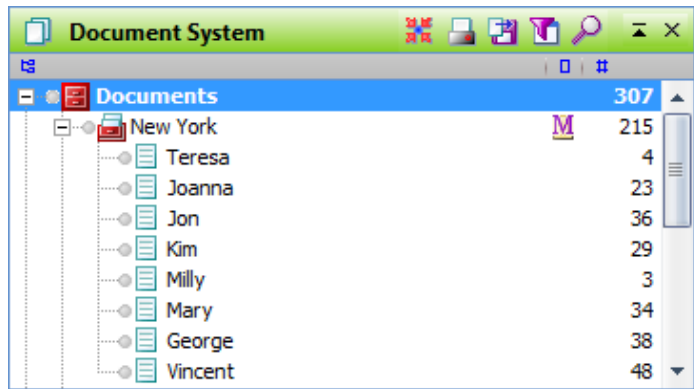 Document System
Documents 307
New York M 215
Teresa 4
Joanna 23
Jon 36
Kim 29
Milly 3
Mary 34
George 38
Vincent 48